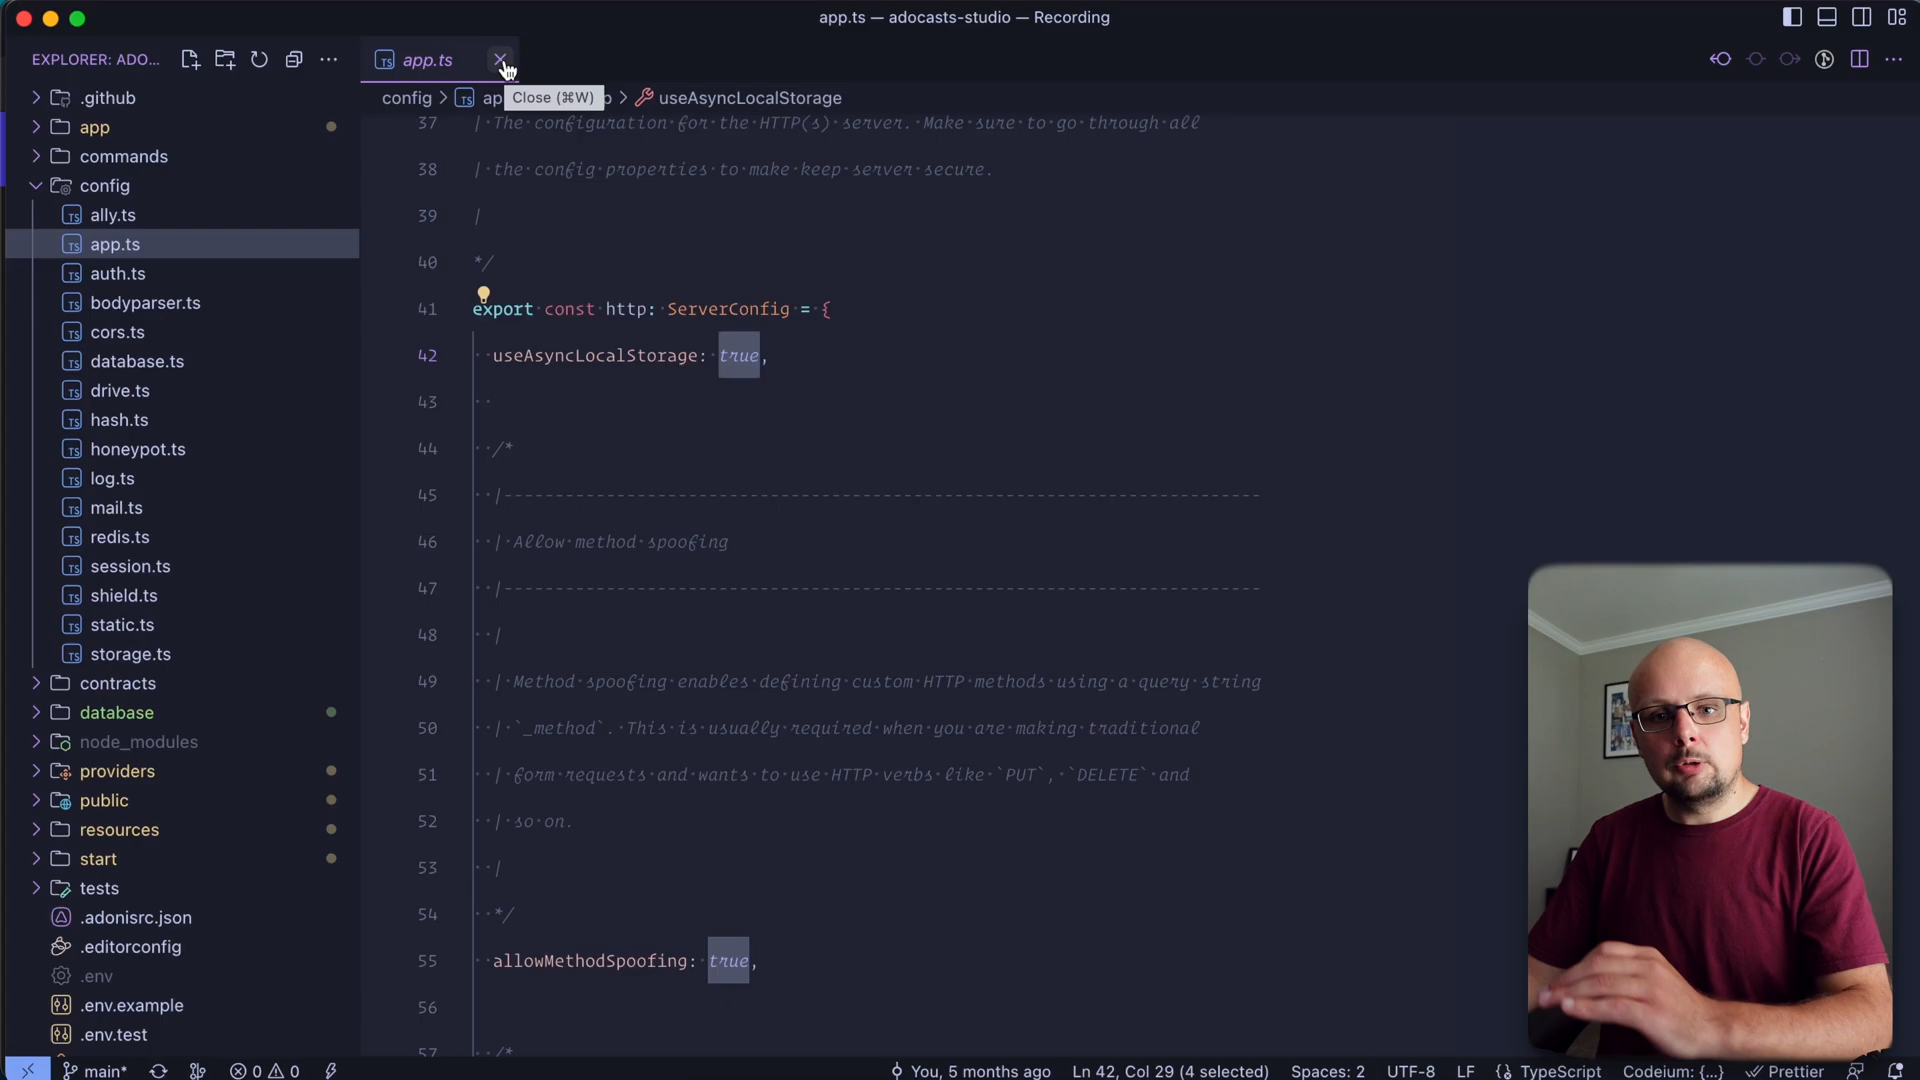 app.ts — adocasts-studio — Recording
EXPLORER: ADO...
app.ts
config
ap
Close (⌘W)
useAsyncLocalStorage
.github
app
commands
config
ally.ts
app.ts
auth.ts
bodyparser.ts
cors.ts
database.ts
drive.ts
hash.ts
honeypot.ts
log.ts
mail.ts
redis.ts
session.ts
shield.ts
static.ts
storage.ts
contracts
database
node_modules
providers
public
resources
start
tests
.adonisrc.json
.editorconfig
.env
.env.example
.env.test
37 | The configuration for the HTTP(s) server. Make sure to go through all
38 | the config properties to make keep server secure.
39 |
40 */
41 export const http: ServerConfig = {
42 useAsyncLocalStorage: true,
43
44 /*
45 |--------------------------------------------------------------------------
46 | Allow method spoofing
47 |--------------------------------------------------------------------------
48 |
49 | Method spoofing enables defining custom HTTP methods using a query string
50 | `_method`. This is usually required when you are making traditional
51 | form requests and wants to use HTTP verbs like `PUT`, `DELETE` and
52 | so on.
53 |
54 */
55 allowMethodSpoofing: true,
56
57 /*
main* 0 0 You, 5 months ago Ln 42, Col 29 (4 selected) Spaces: 2 UTF-8 LF {} TypeScript Codeium: {...} Prettier